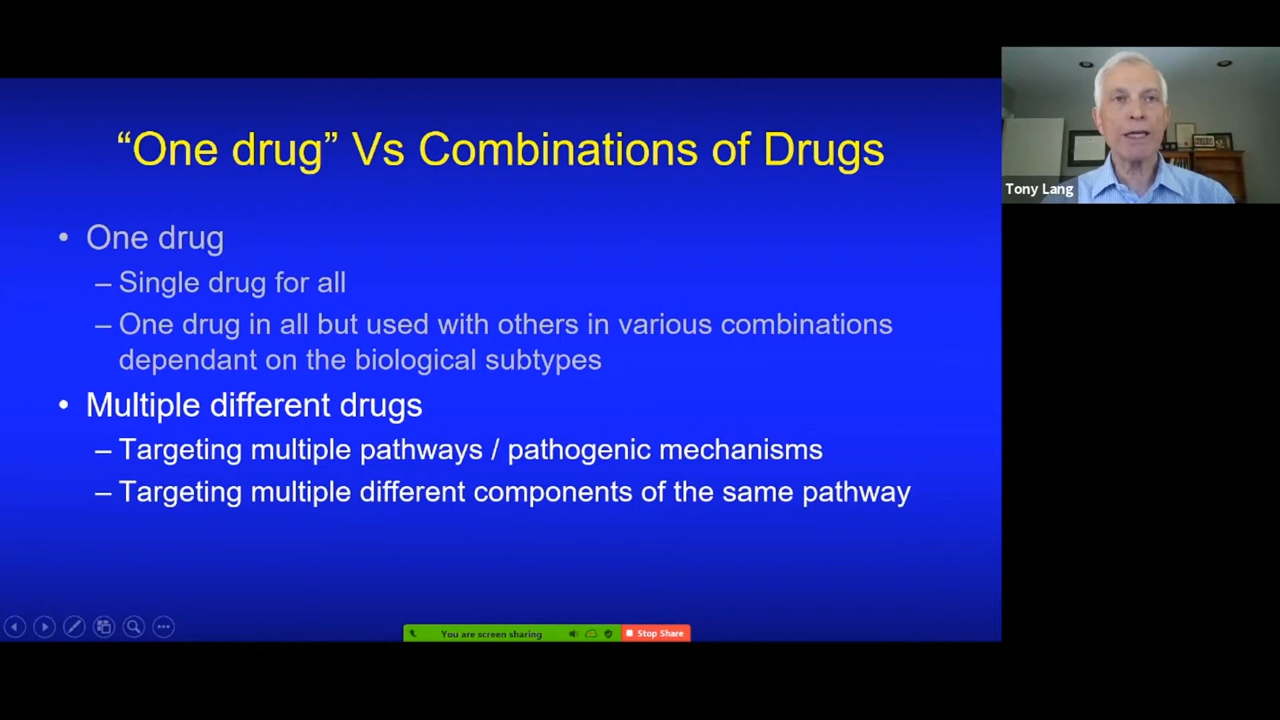 “One drug” Vs Combinations of Drugs
• One drug
– Single drug for all
– One drug in all but used with others in various combinations
dependant on the biological subtypes
• Multiple different drugs
– Targeting multiple pathways / pathogenic mechanisms
– Targeting multiple different components of the same pathway
Tony Lang
You are screen sharing
Stop Share